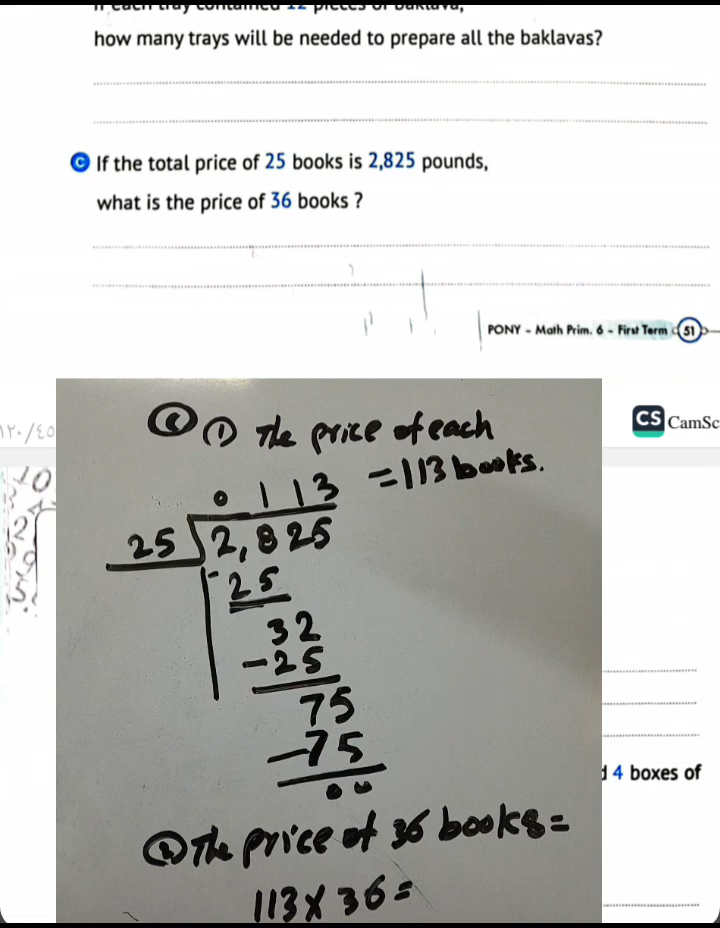 how many trays will be needed to prepare all the baklavas?
C If the total price of 25 books is 2,825 pounds,
what is the price of 36 books ?
PONY - Math Prim. 6 - First Term 51
CS CamSc
C ① The price of each
= 113 books.
0 1 1 3
25 2,825
- 25
32
- 25
75
- 75
00
4 boxes of
② The price of 36 books =
113 X 36 =